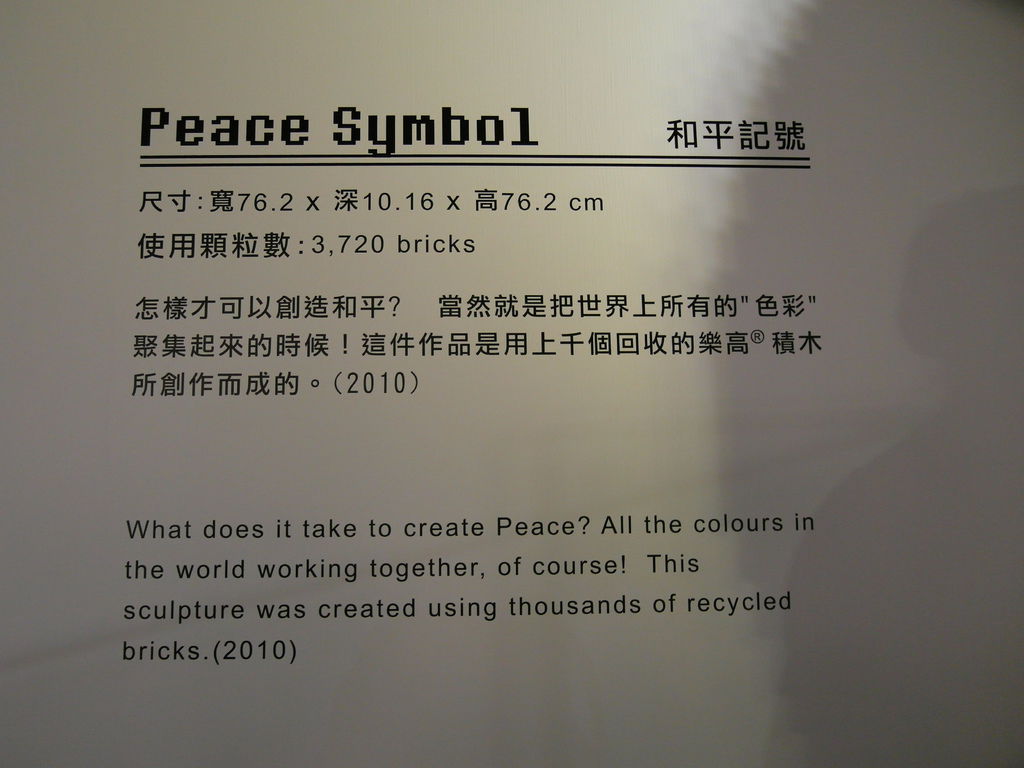 Peace Symbol 和平記號
尺寸:寬76.2 x 深10.16 x 高76.2 cm
使用顆粒數:3,720 bricks
怎樣才可以創造和平? 當然就是把世界上所有的"色彩"
聚集起來的時候!這件作品是用上千個回收的樂高®積木
所創作而成的。(2010)
What does it take to create Peace? All the colours in
the world working together, of course! This
sculpture was created using thousands of recycled
bricks.(2010)